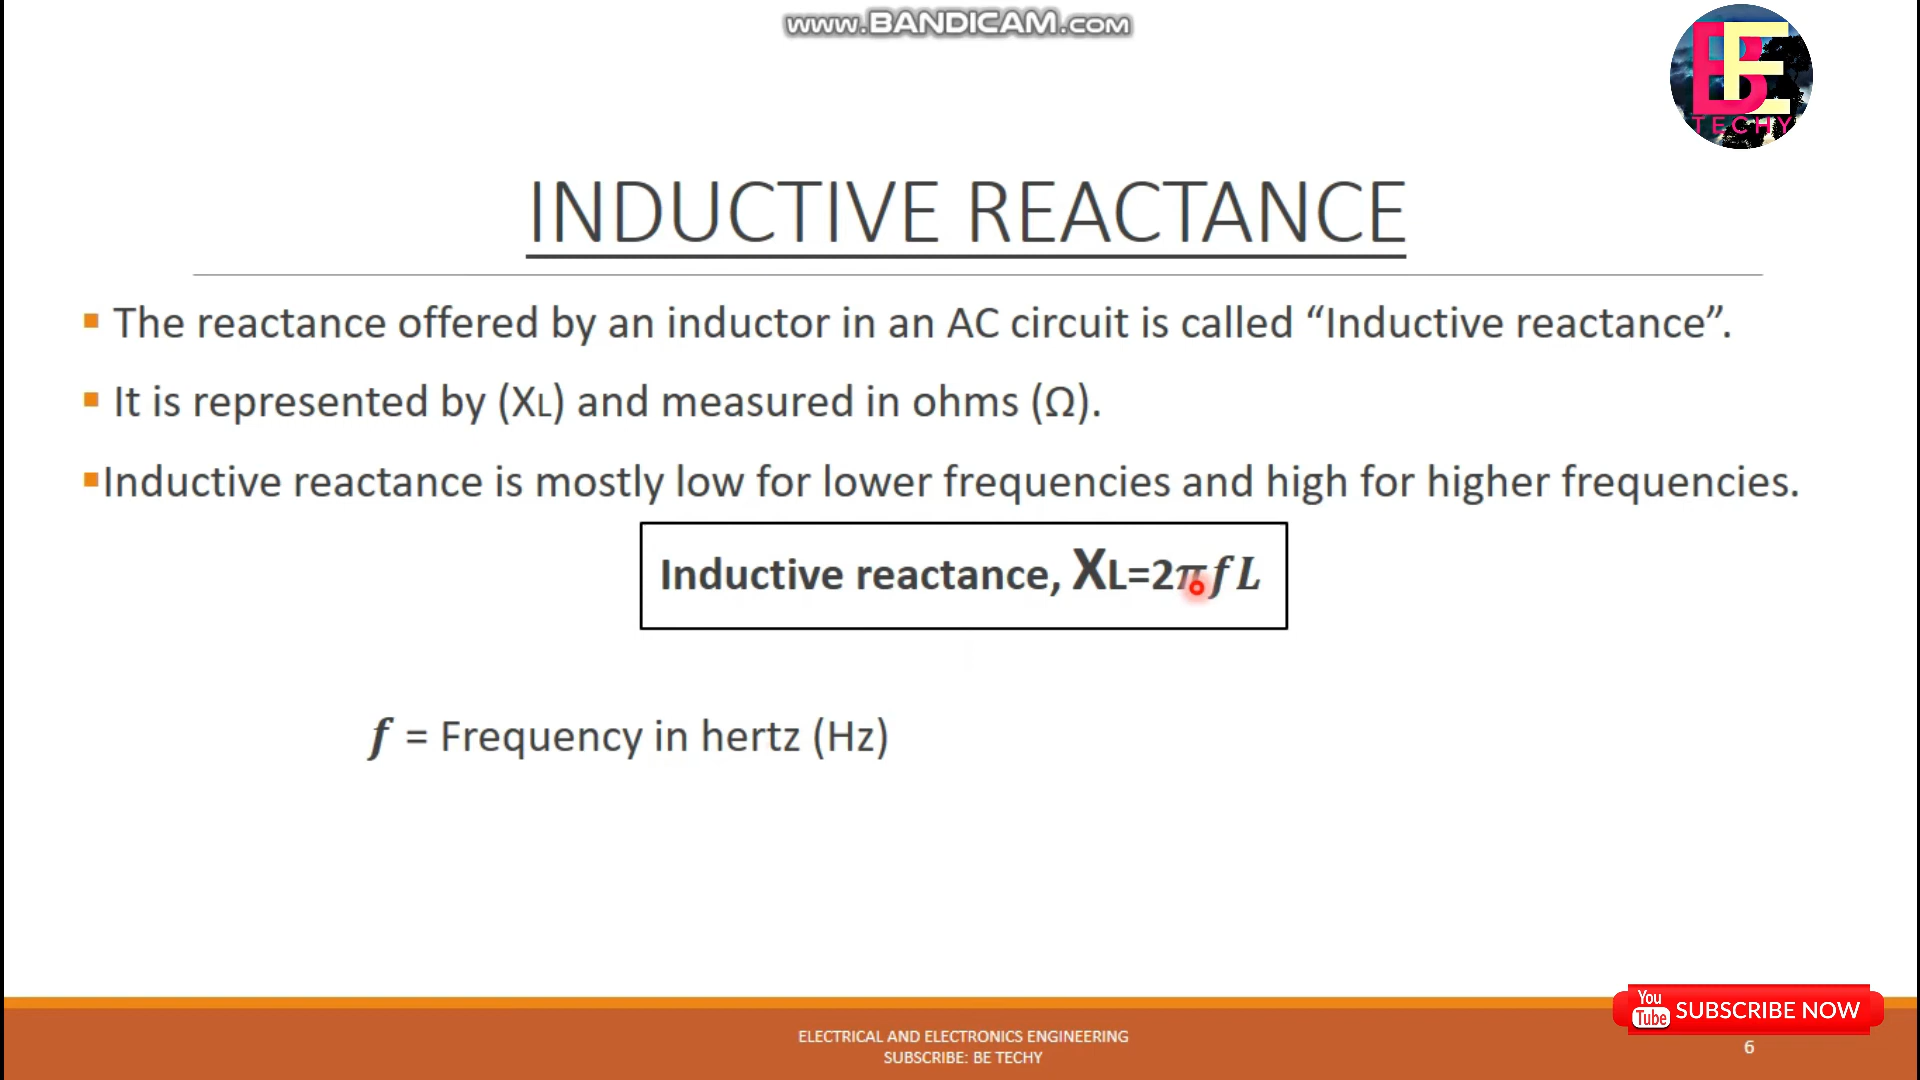 www.BANDICAM.com
BE
TECHY
INDUCTIVE REACTANCE
▪ The reactance offered by an inductor in an AC circuit is called “Inductive reactance”.
▪ It is represented by (XL) and measured in ohms (Ω).
▪Inductive reactance is mostly low for lower frequencies and high for higher frequencies.
Inductive reactance, XL=2πfL
f = Frequency in hertz (Hz)
You Tube SUBSCRIBE NOW
ELECTRICAL AND ELECTRONICS ENGINEERING
SUBSCRIBE: BE TECHY
6